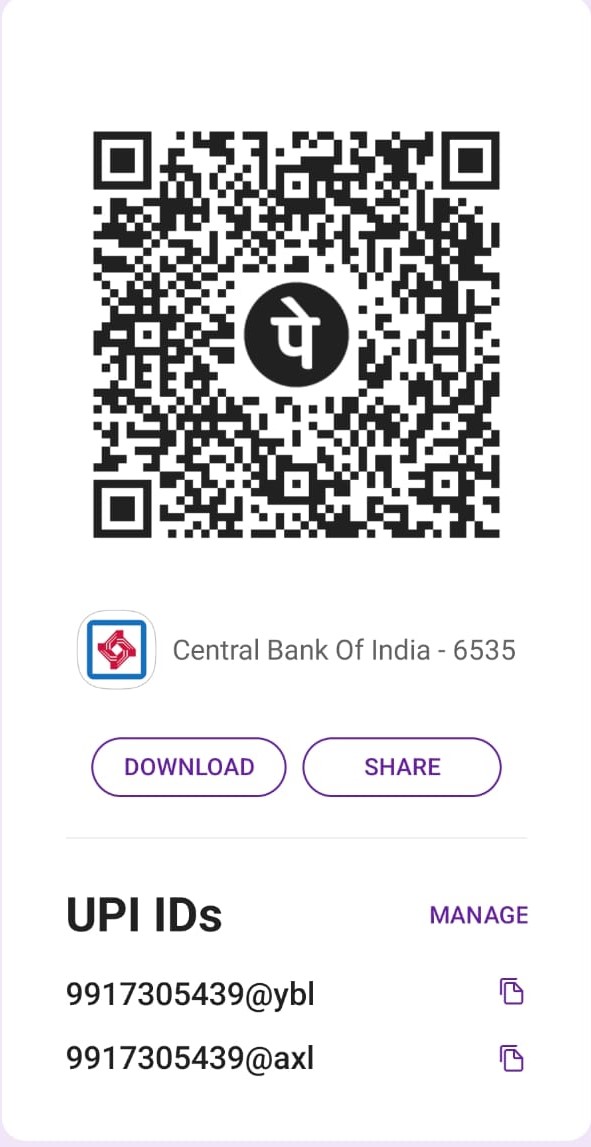 पे
Central Bank Of India - 6535
DOWNLOAD
SHARE
UPI IDs
MANAGE
9917305439@ybl
9917305439@axl